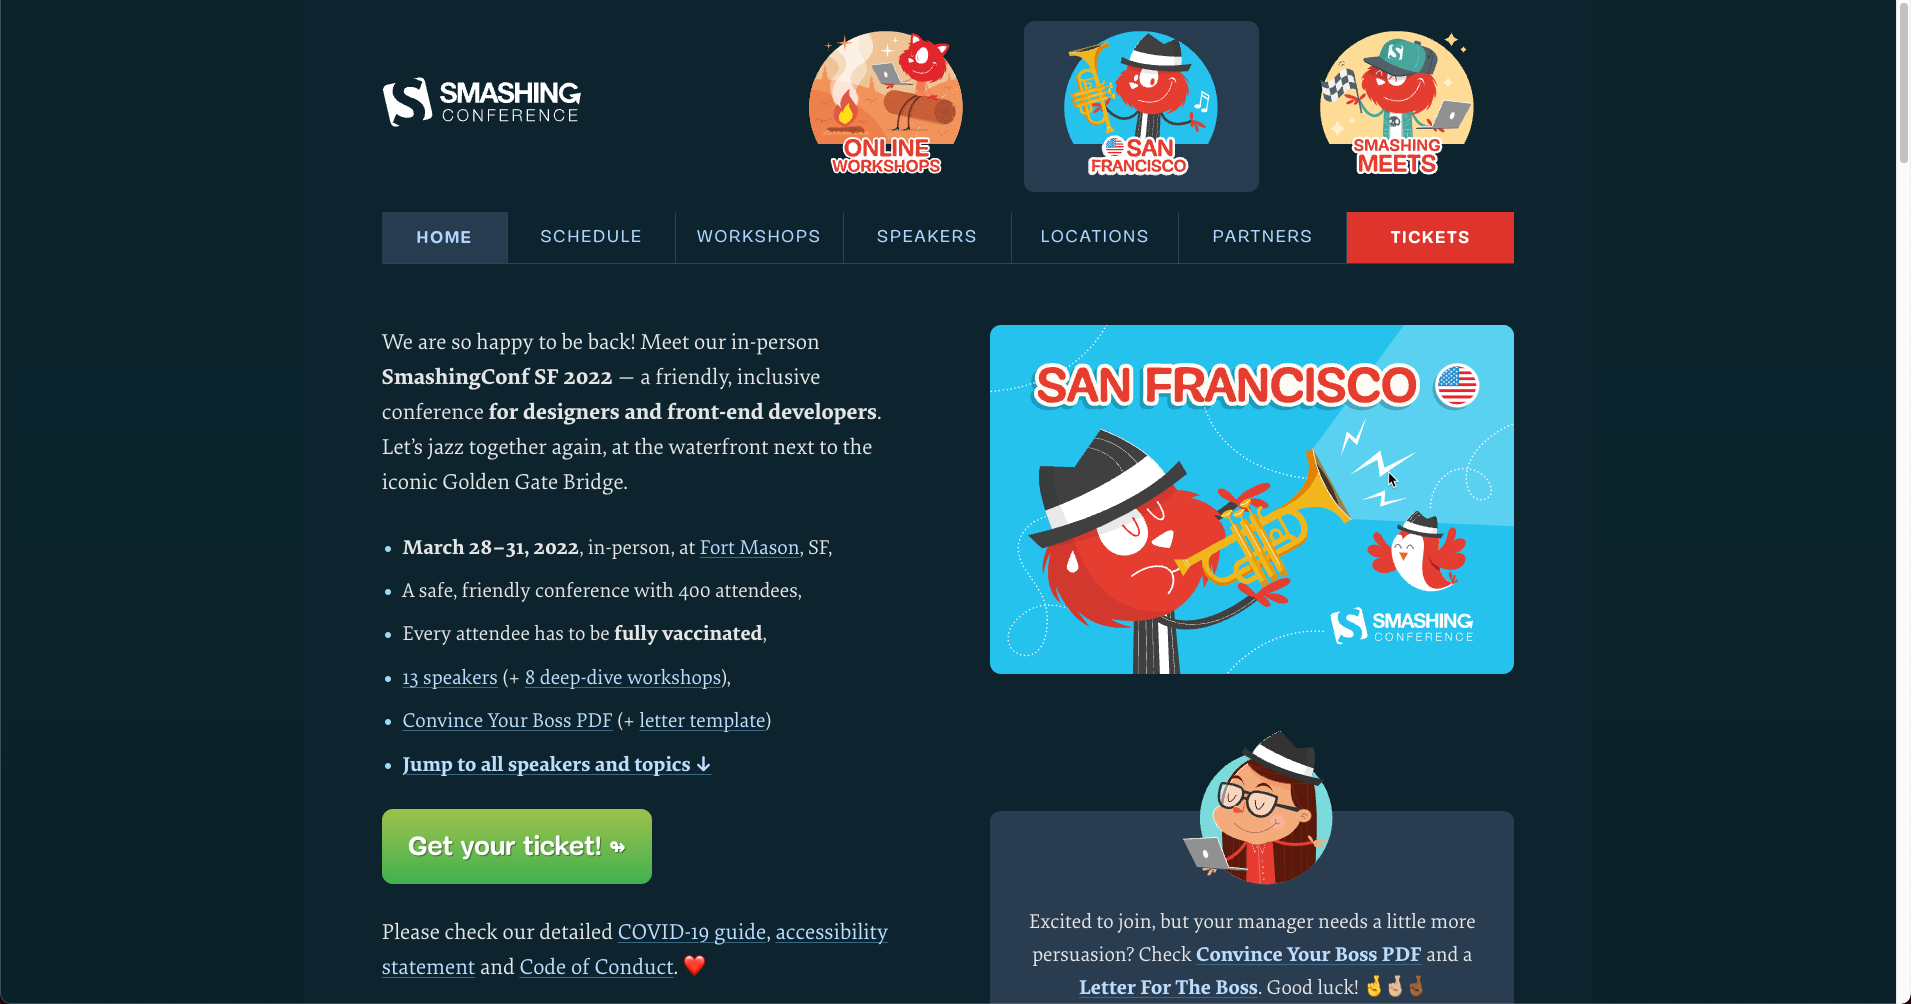 SMASHING
CONFERENCE
ONLINE
WORKSHOPS
SAN
FRANCISCO
SMASHING
MEETS
HOME
SCHEDULE
WORKSHOPS
SPEAKERS
LOCATIONS
PARTNERS
TICKETS
We are so happy to be back! Meet our in-person
SmashingConf SF 2022 — a friendly, inclusive
conference for designers and front-end developers.
Let’s jazz together again, at the waterfront next to the
iconic Golden Gate Bridge.
• March 28–31, 2022, in-person, at Fort Mason, SF,
• A safe, friendly conference with 400 attendees,
• Every attendee has to be fully vaccinated,
• 13 speakers (+ 8 deep-dive workshops),
• Convince Your Boss PDF (+ letter template)
• Jump to all speakers and topics ↓
Get your ticket! ↬
Please check our detailed COVID-19 guide, accessibility
statement and Code of Conduct. ❤️
SAN FRANCISCO
SMASHING
CONFERENCE
Excited to join, but your manager needs a little more
persuasion? Check Convince Your Boss PDF and a
Letter For The Boss. Good luck! 🤞🤞🏼🤞🏾